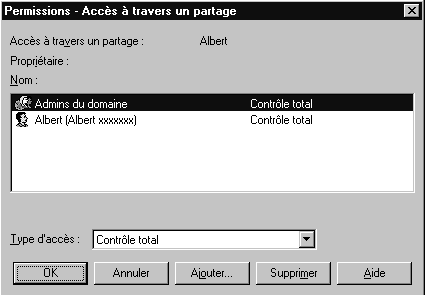 Permissions - Accès à travers un partage
Accès à travers un partage : Albert
Propriétaire :
Nom :
Admins du domaine Contrôle total
Albert (Albert xxxxxxx) Contrôle total
Type d'accès : Contrôle total
OK Annuler Ajouter... Supprimer Aide